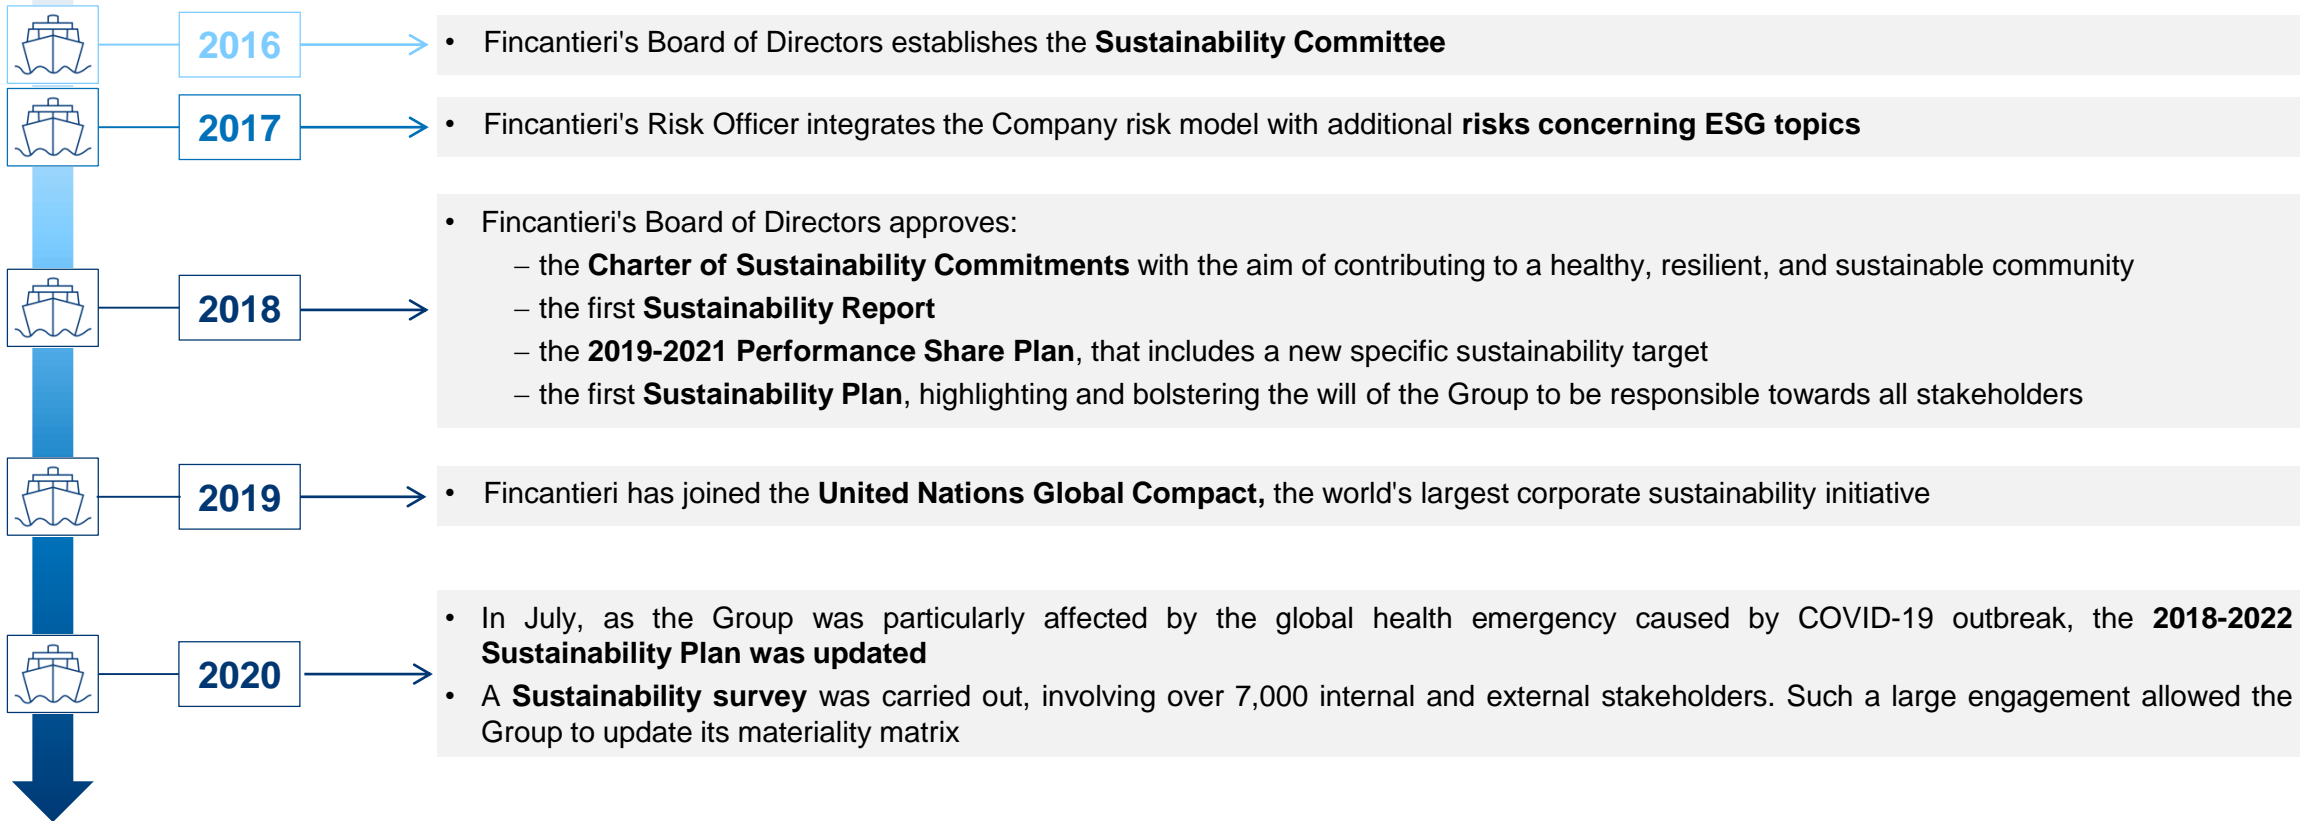 2016
• Fincantieri's Board of Directors establishes the Sustainability Committee
2017
• Fincantieri's Risk Officer integrates the Company risk model with additional risks concerning ESG topics
2018
• Fincantieri's Board of Directors approves:
– the Charter of Sustainability Commitments with the aim of contributing to a healthy, resilient, and sustainable community
– the first Sustainability Report
– the 2019-2021 Performance Share Plan, that includes a new specific sustainability target
– the first Sustainability Plan, highlighting and bolstering the will of the Group to be responsible towards all stakeholders
2019
• Fincantieri has joined the United Nations Global Compact, the world's largest corporate sustainability initiative
2020
• In July, as the Group was particularly affected by the global health emergency caused by COVID-19 outbreak, the 2018-2022
Sustainability Plan was updated
• A Sustainability survey was carried out, involving over 7,000 internal and external stakeholders. Such a large engagement allowed the
Group to update its materiality matrix